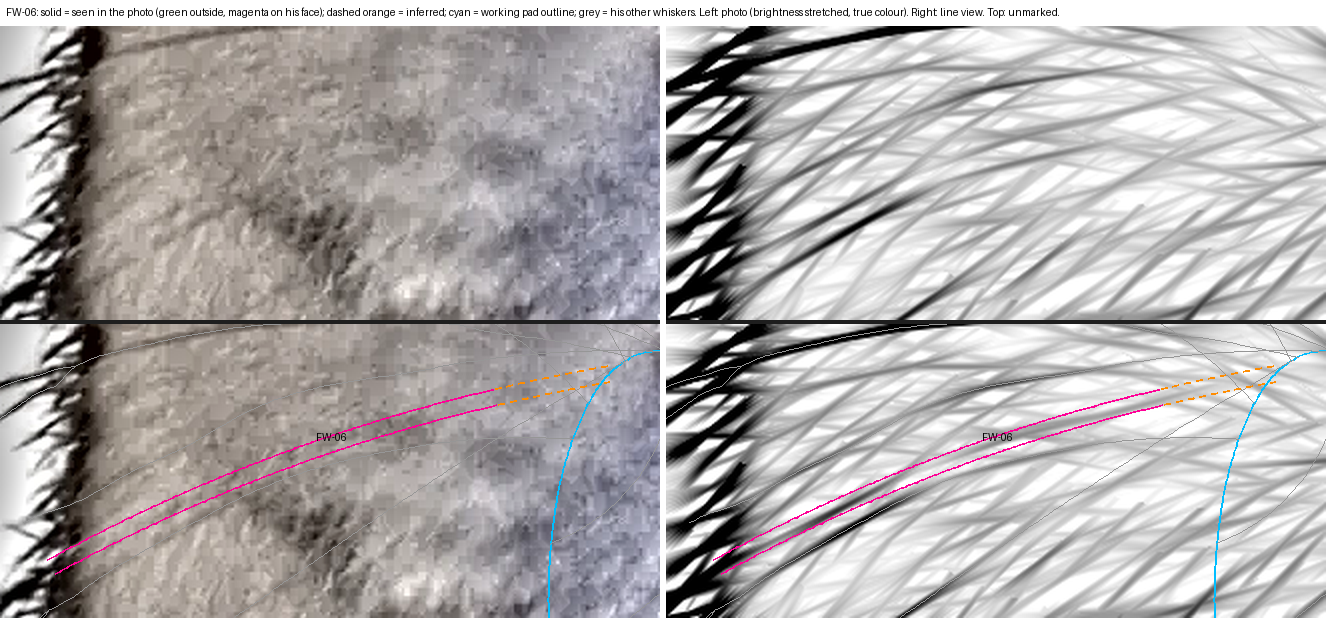 FW-06: solid = seen in the photo (green outside, magenta on his face); dashed orange = inferred; cyan = working pad outline; grey = his other whiskers. Left: photo (brightness stretched, true colour). Right: line view. Top: unmarked.
FW-06
FW-06